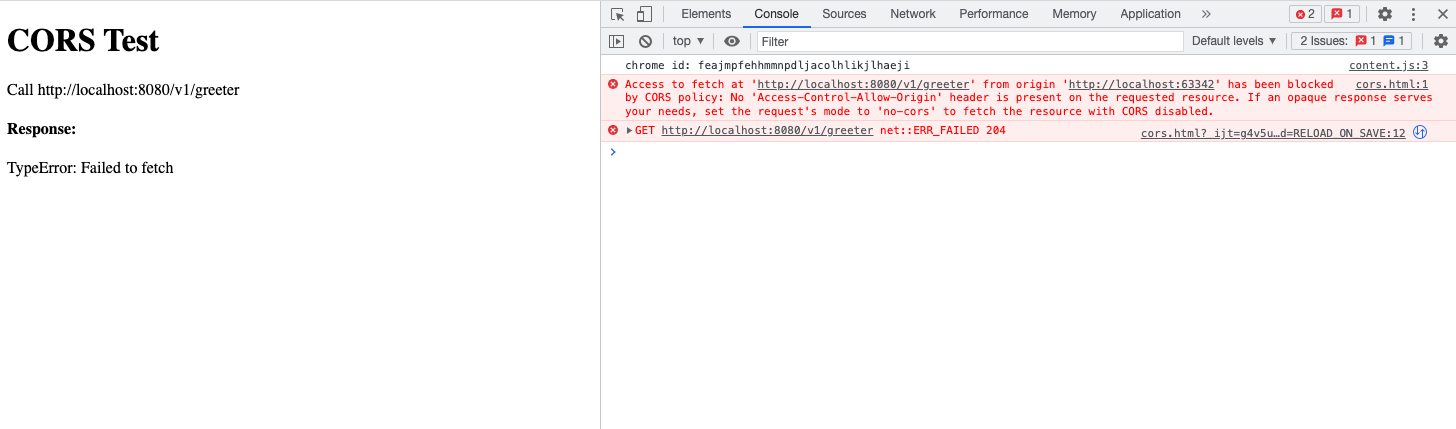 CORS Test
Call http://localhost:8080/v1/greeter
Response:
TypeError: Failed to fetch
Elements Console Sources Network Performance Memory Application » 2 1
top ▼ Filter Default levels ▼ 2 Issues: 1 1
chrome id: feajmpfehhmmnpdljacolhlikjlhaeji content.js:3
Access to fetch at 'http://localhost:8080/v1/greeter' from origin 'http://localhost:63342' has been blocked cors.html:1
by CORS policy: No 'Access-Control-Allow-Origin' header is present on the requested resource. If an opaque response serves
your needs, set the request's mode to 'no-cors' to fetch the resource with CORS disabled.
GET http://localhost:8080/v1/greeter net::ERR_FAILED 204 cors.html?_ijt=g4v5u…d=RELOAD_ON_SAVE:12